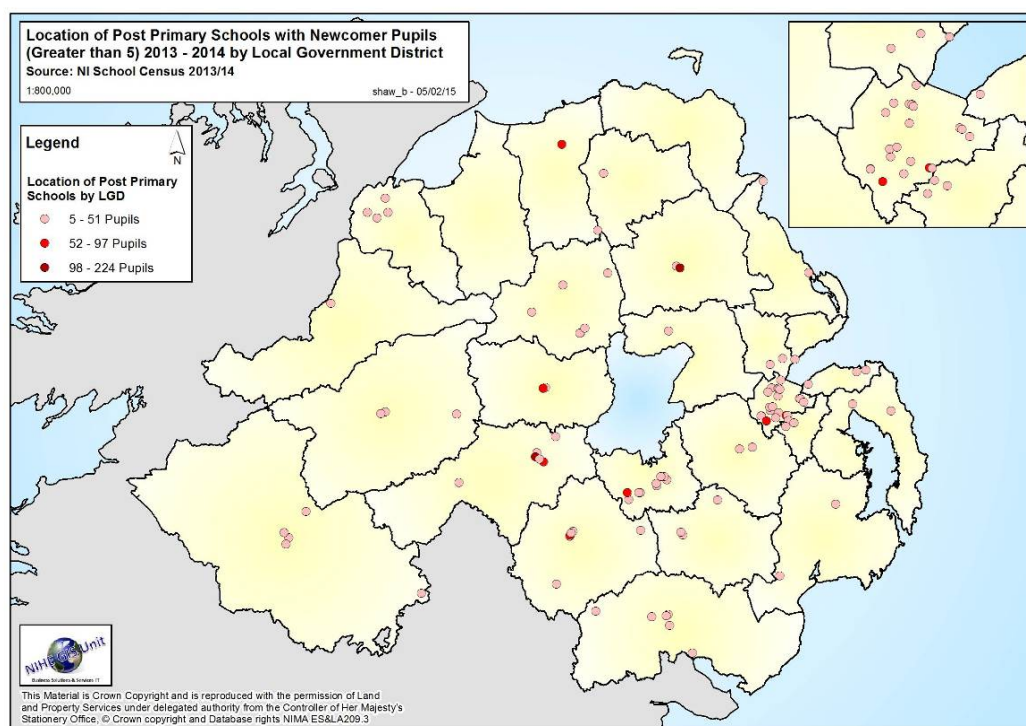 Location of Post Primary Schools with Newcomer Pupils
(Greater than 5) 2013 - 2014 by Local Government District
Source: NI School Census 2013/14
1:800,000 shaw_b - 05/02/15
Legend
N
Location of Post Primary
Schools by LGD
5 - 51 Pupils
52 - 97 Pupils
98 - 224 Pupils
NIHE GIS Unit
Business Solutions & Services IT
This Material is Crown Copyright and is reproduced with the permission of Land
and Property Services under delegated authority from the Controller of Her Majesty's
Stationery Office, © Crown copyright and Database rights NIMA ES&LA209.3